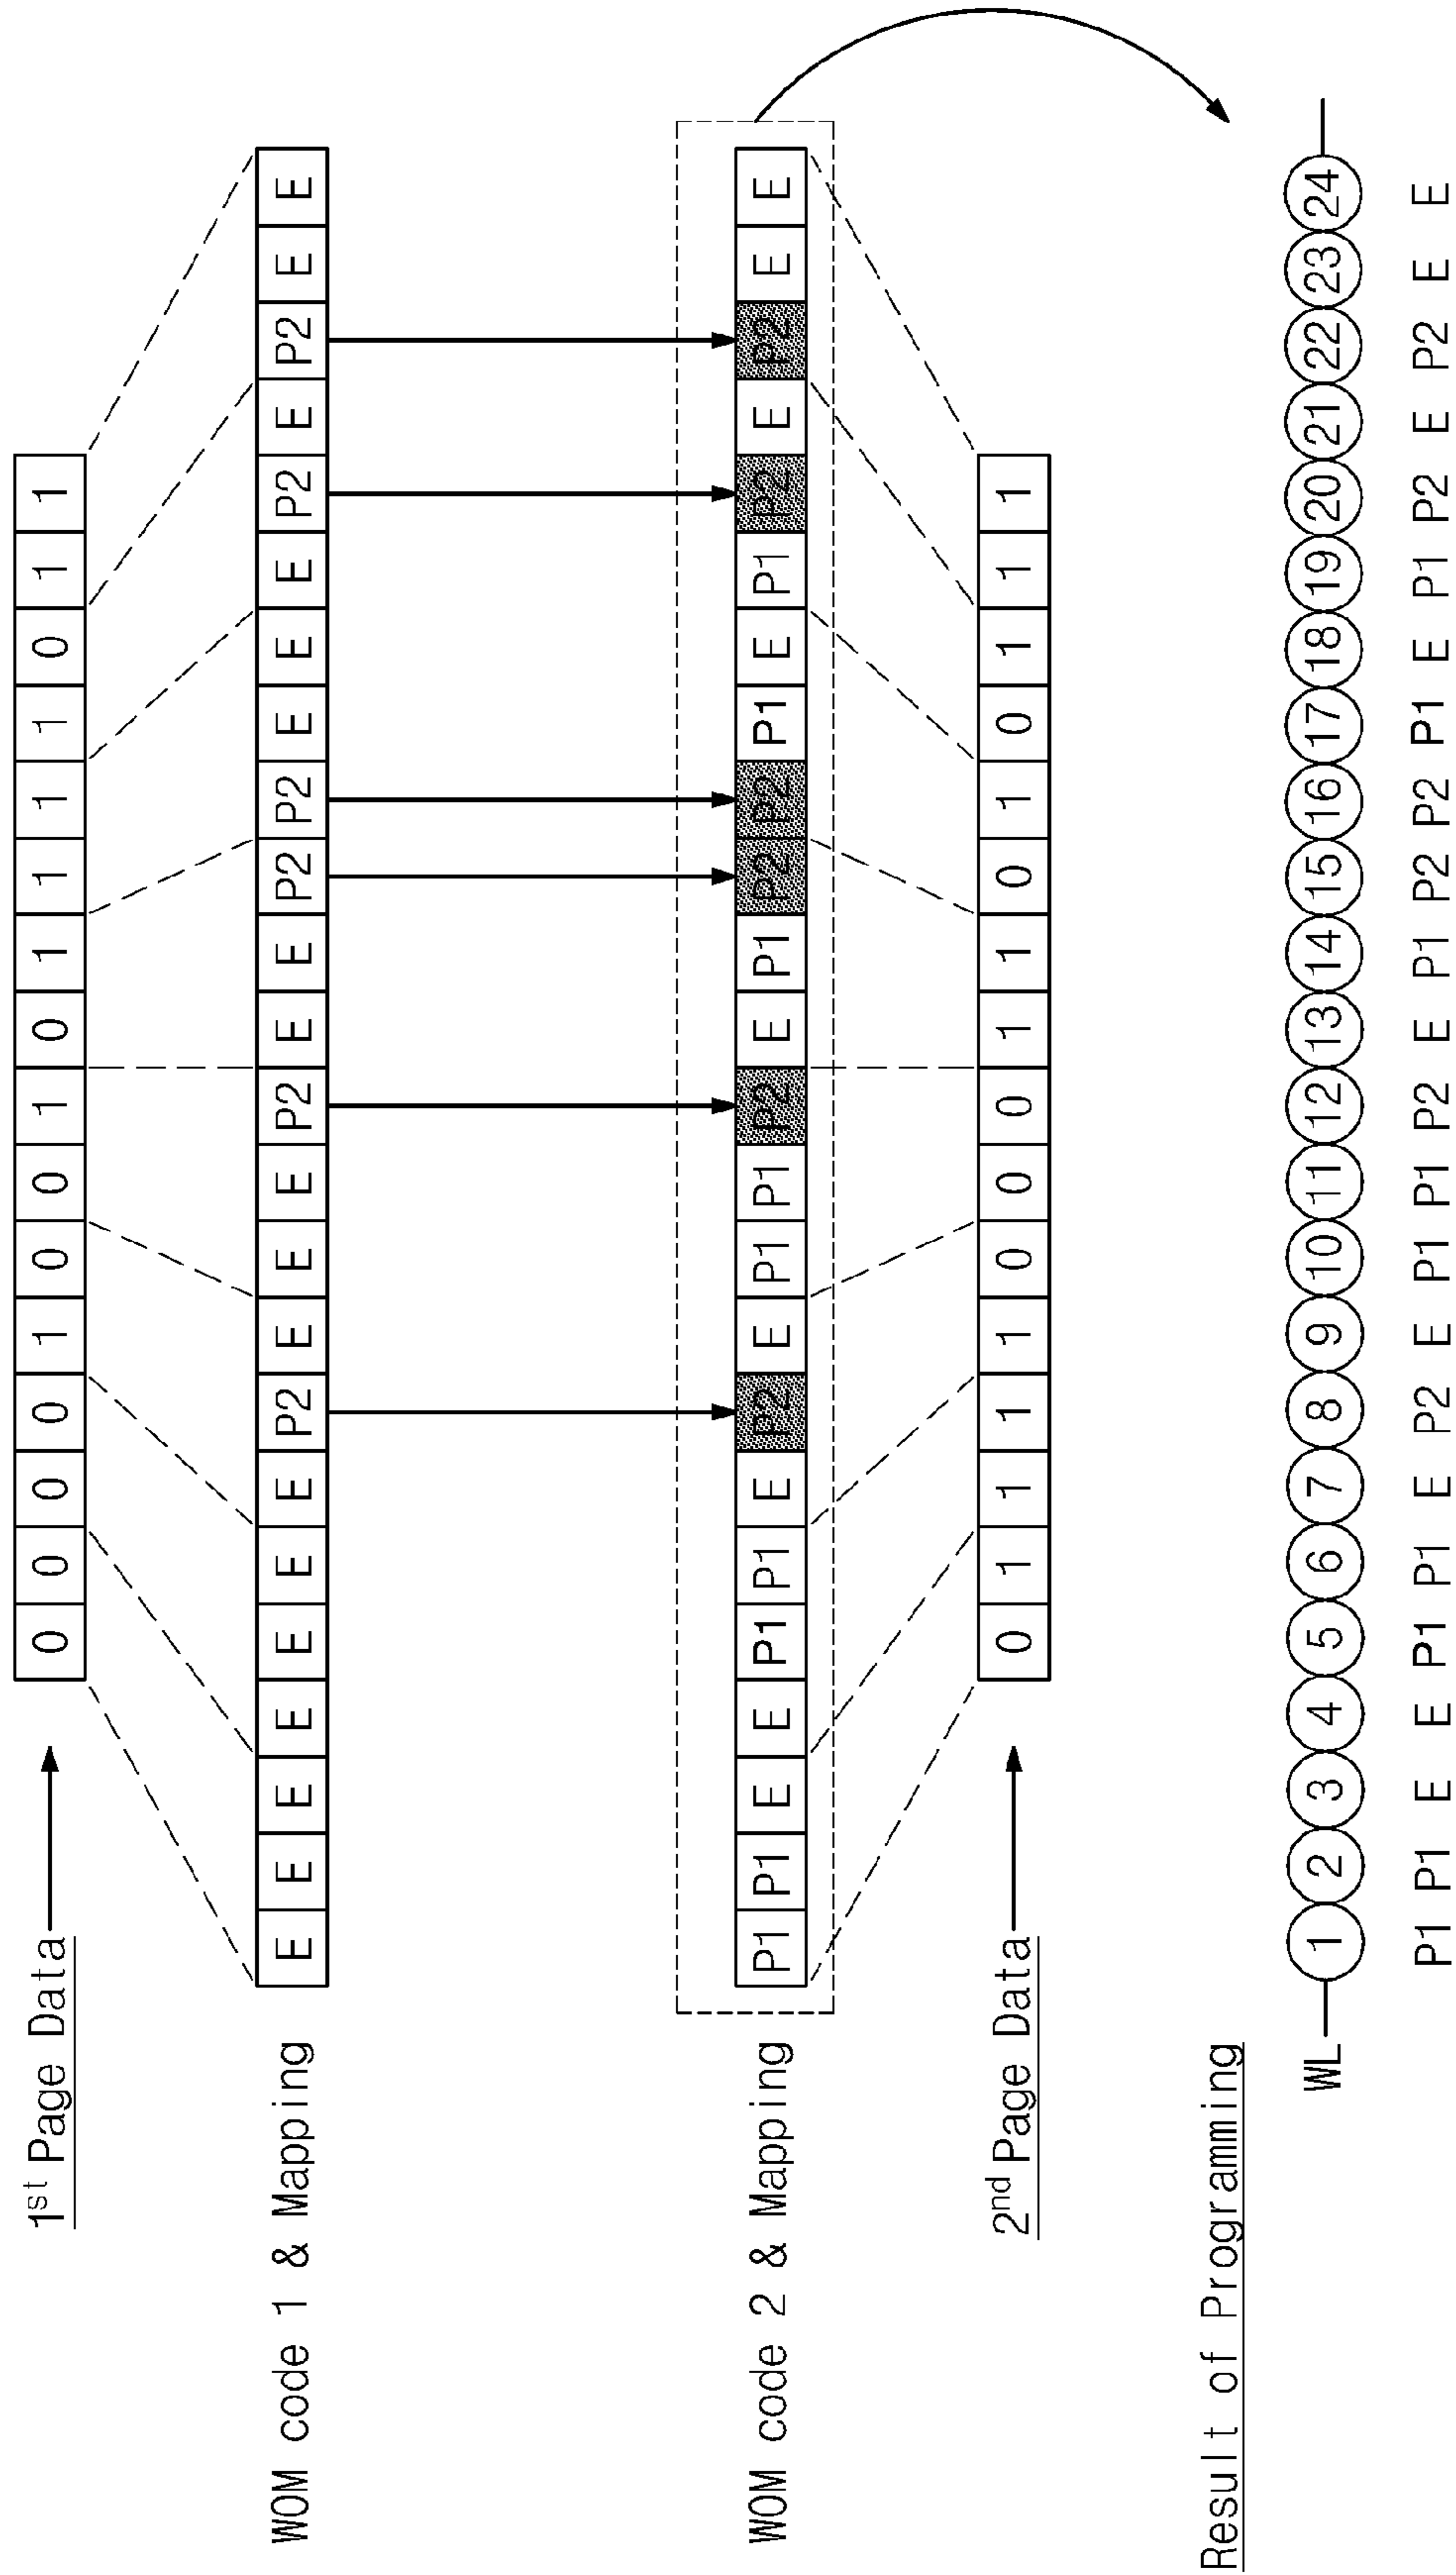 1st Page Data 0 0 0 0 1 0 0 1 0 1 1 1 1 0 1 1
WOM code 1 & Mapping E E E E E E E P2 E E E P2 E E P2 P2 E E E P2 E P2 E E
WOM code 2 & Mapping P1 P1 E E P1 P1 E P2 E P1 P1 P2 E P1 P2 P2 P1 E P1 P2 E P2 E E
2nd Page Data 0 1 1 1 1 0 0 0 1 1 0 1 0 1 1 1
Result of Programming
WL 1 2 3 4 5 6 7 8 9 10 11 12 13 14 15 16 17 18 19 20 21 22 23 24
P1 P1 E E P1 P1 E P2 E P1 P1 P2 E P1 P2 P2 P1 E P1 P2 E P2 E E